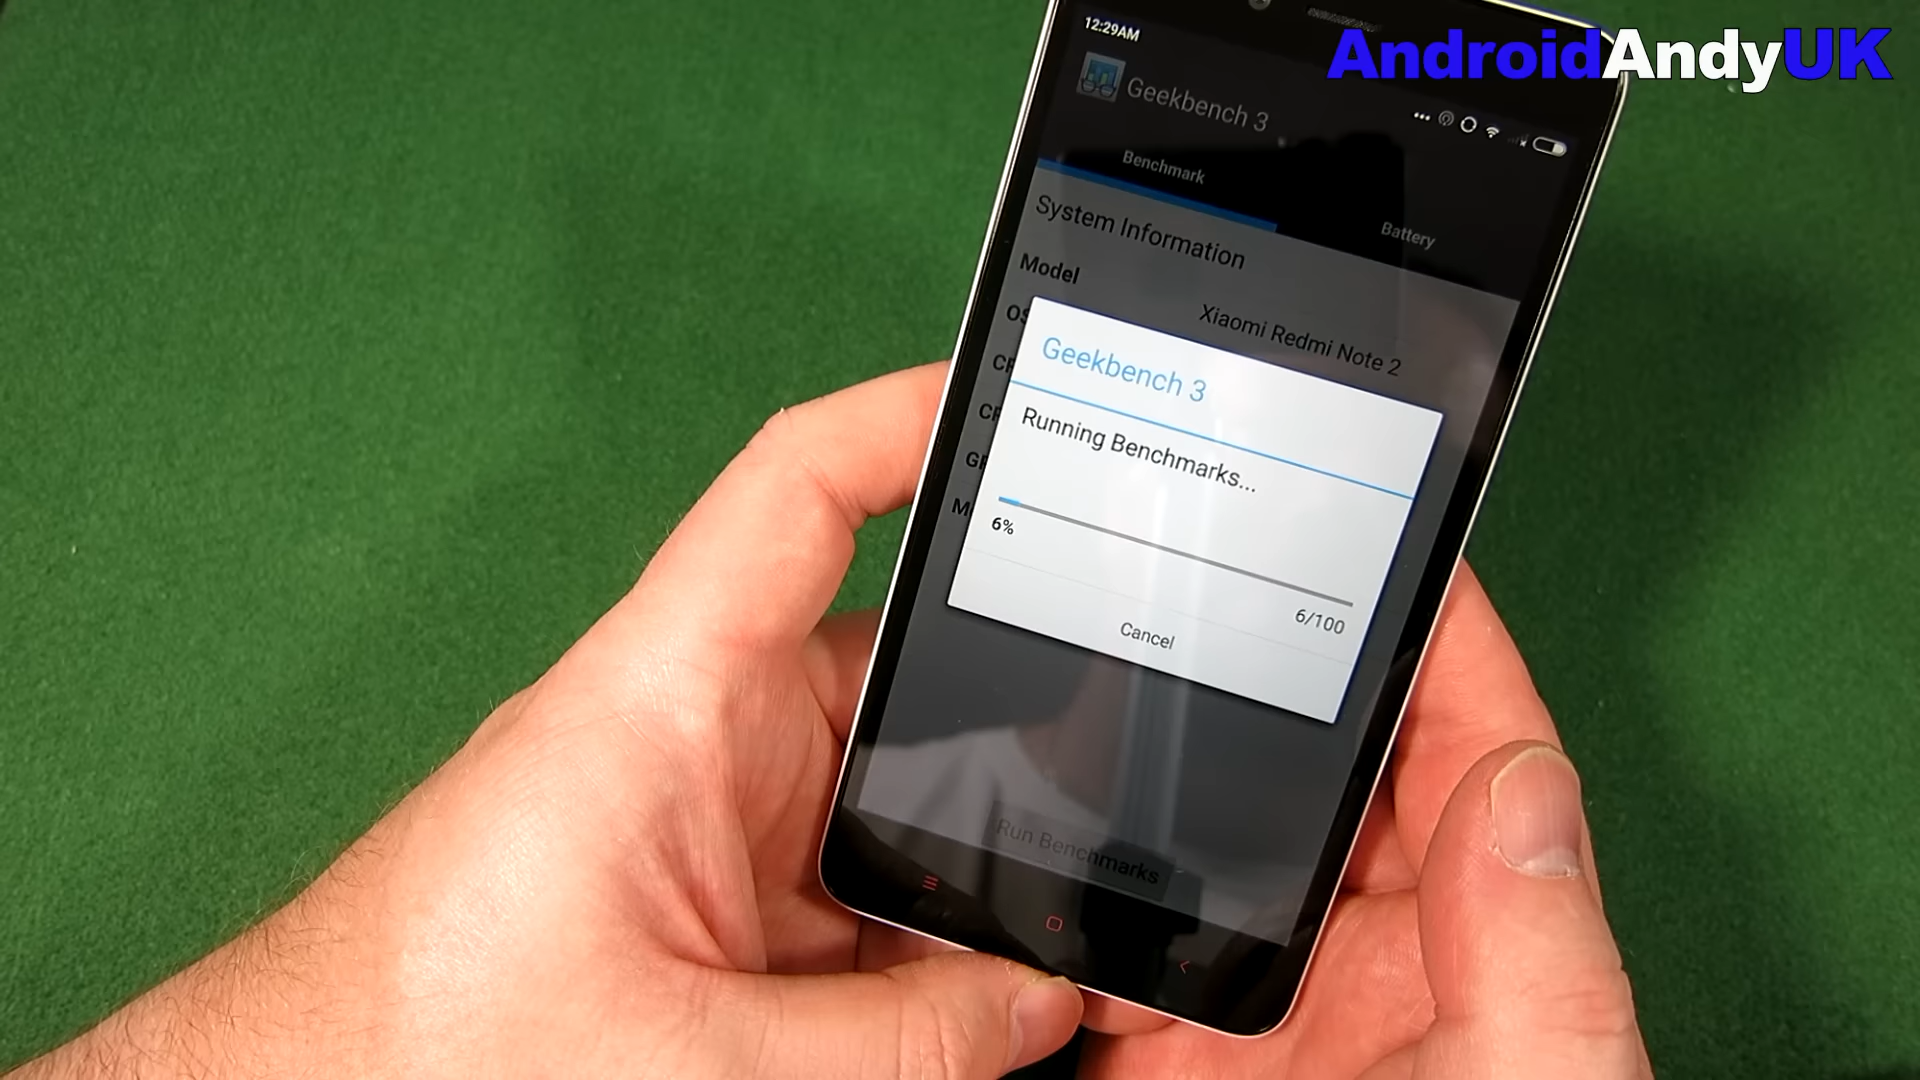 AndroidAndyUK
12:29AM
Geekbench 3
Benchmark
Battery
System Information
Model
Xiaomi Redmi Note 2
Geekbench 3
Running Benchmarks...
6%
6/100
Cancel
Run Benchmarks